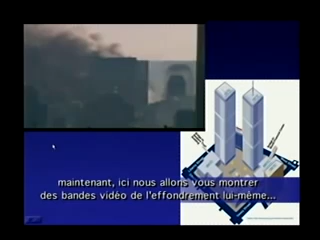 maintenant, ici nous allons vous montrer
des bandes vidéo de l'effondrement lui-même...